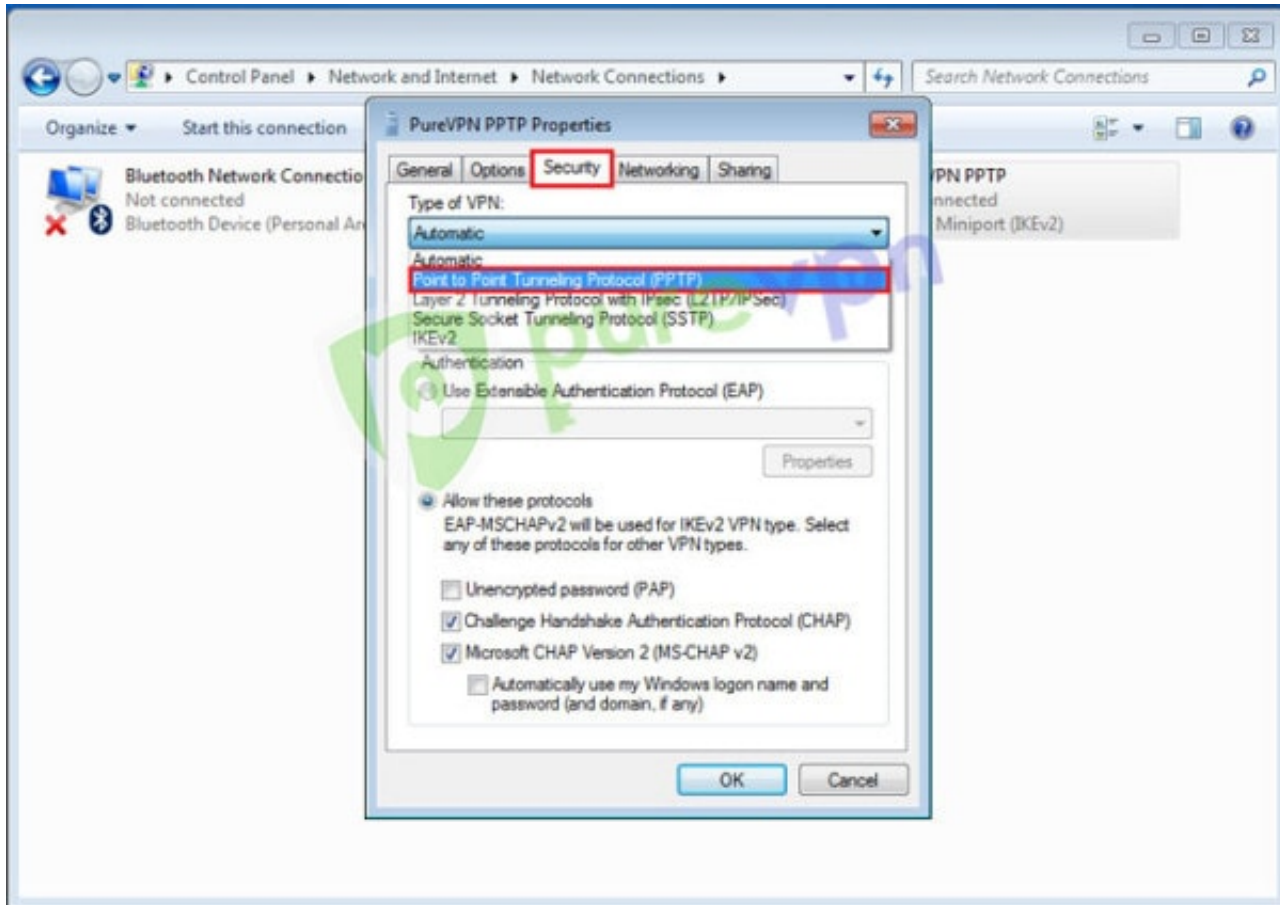 Control Panel Network and Internet Network Connections
Search Network Connections
Organize
Start this connection
Bluetooth Network Connectio
Not connected
Bluetooth Device (Personal Ar
PureVPN PPTP Properties
General Options Security Networking Sharing
Type of VPN:
Automatic
Automatic
Point to Point Tunneling Protocol (PPTP)
Layer 2 Tunneling Protocol with IPsec (L2TP/IPSec)
Secure Socket Tunneling Protocol (SSTP)
IKEv2
purevpn
Authentication
Use Extensible Authentication Protocol (EAP)
Properties
Allow these protocols
EAP-MSCHAPv2 will be used for IKEv2 VPN type. Select
any of these protocols for other VPN types.
Unencrypted password (PAP)
Challenge Handshake Authentication Protocol (CHAP)
Microsoft CHAP Version 2 (MS-CHAP v2)
Automatically use my Windows logon name and
password (and domain, if any)
OK Cancel
VPN PPTP
nnected
Miniport (IKEv2)